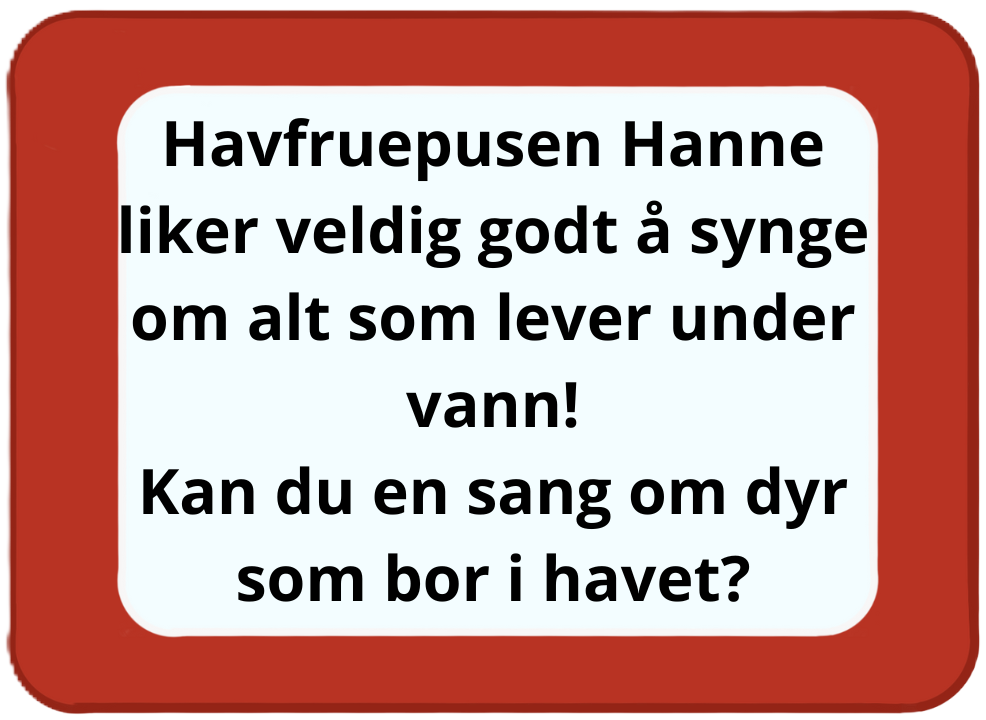 Havfruepusen Hanne
liker veldig godt å synge
om alt som lever under
vann!
Kan du en sang om dyr
som bor i havet?